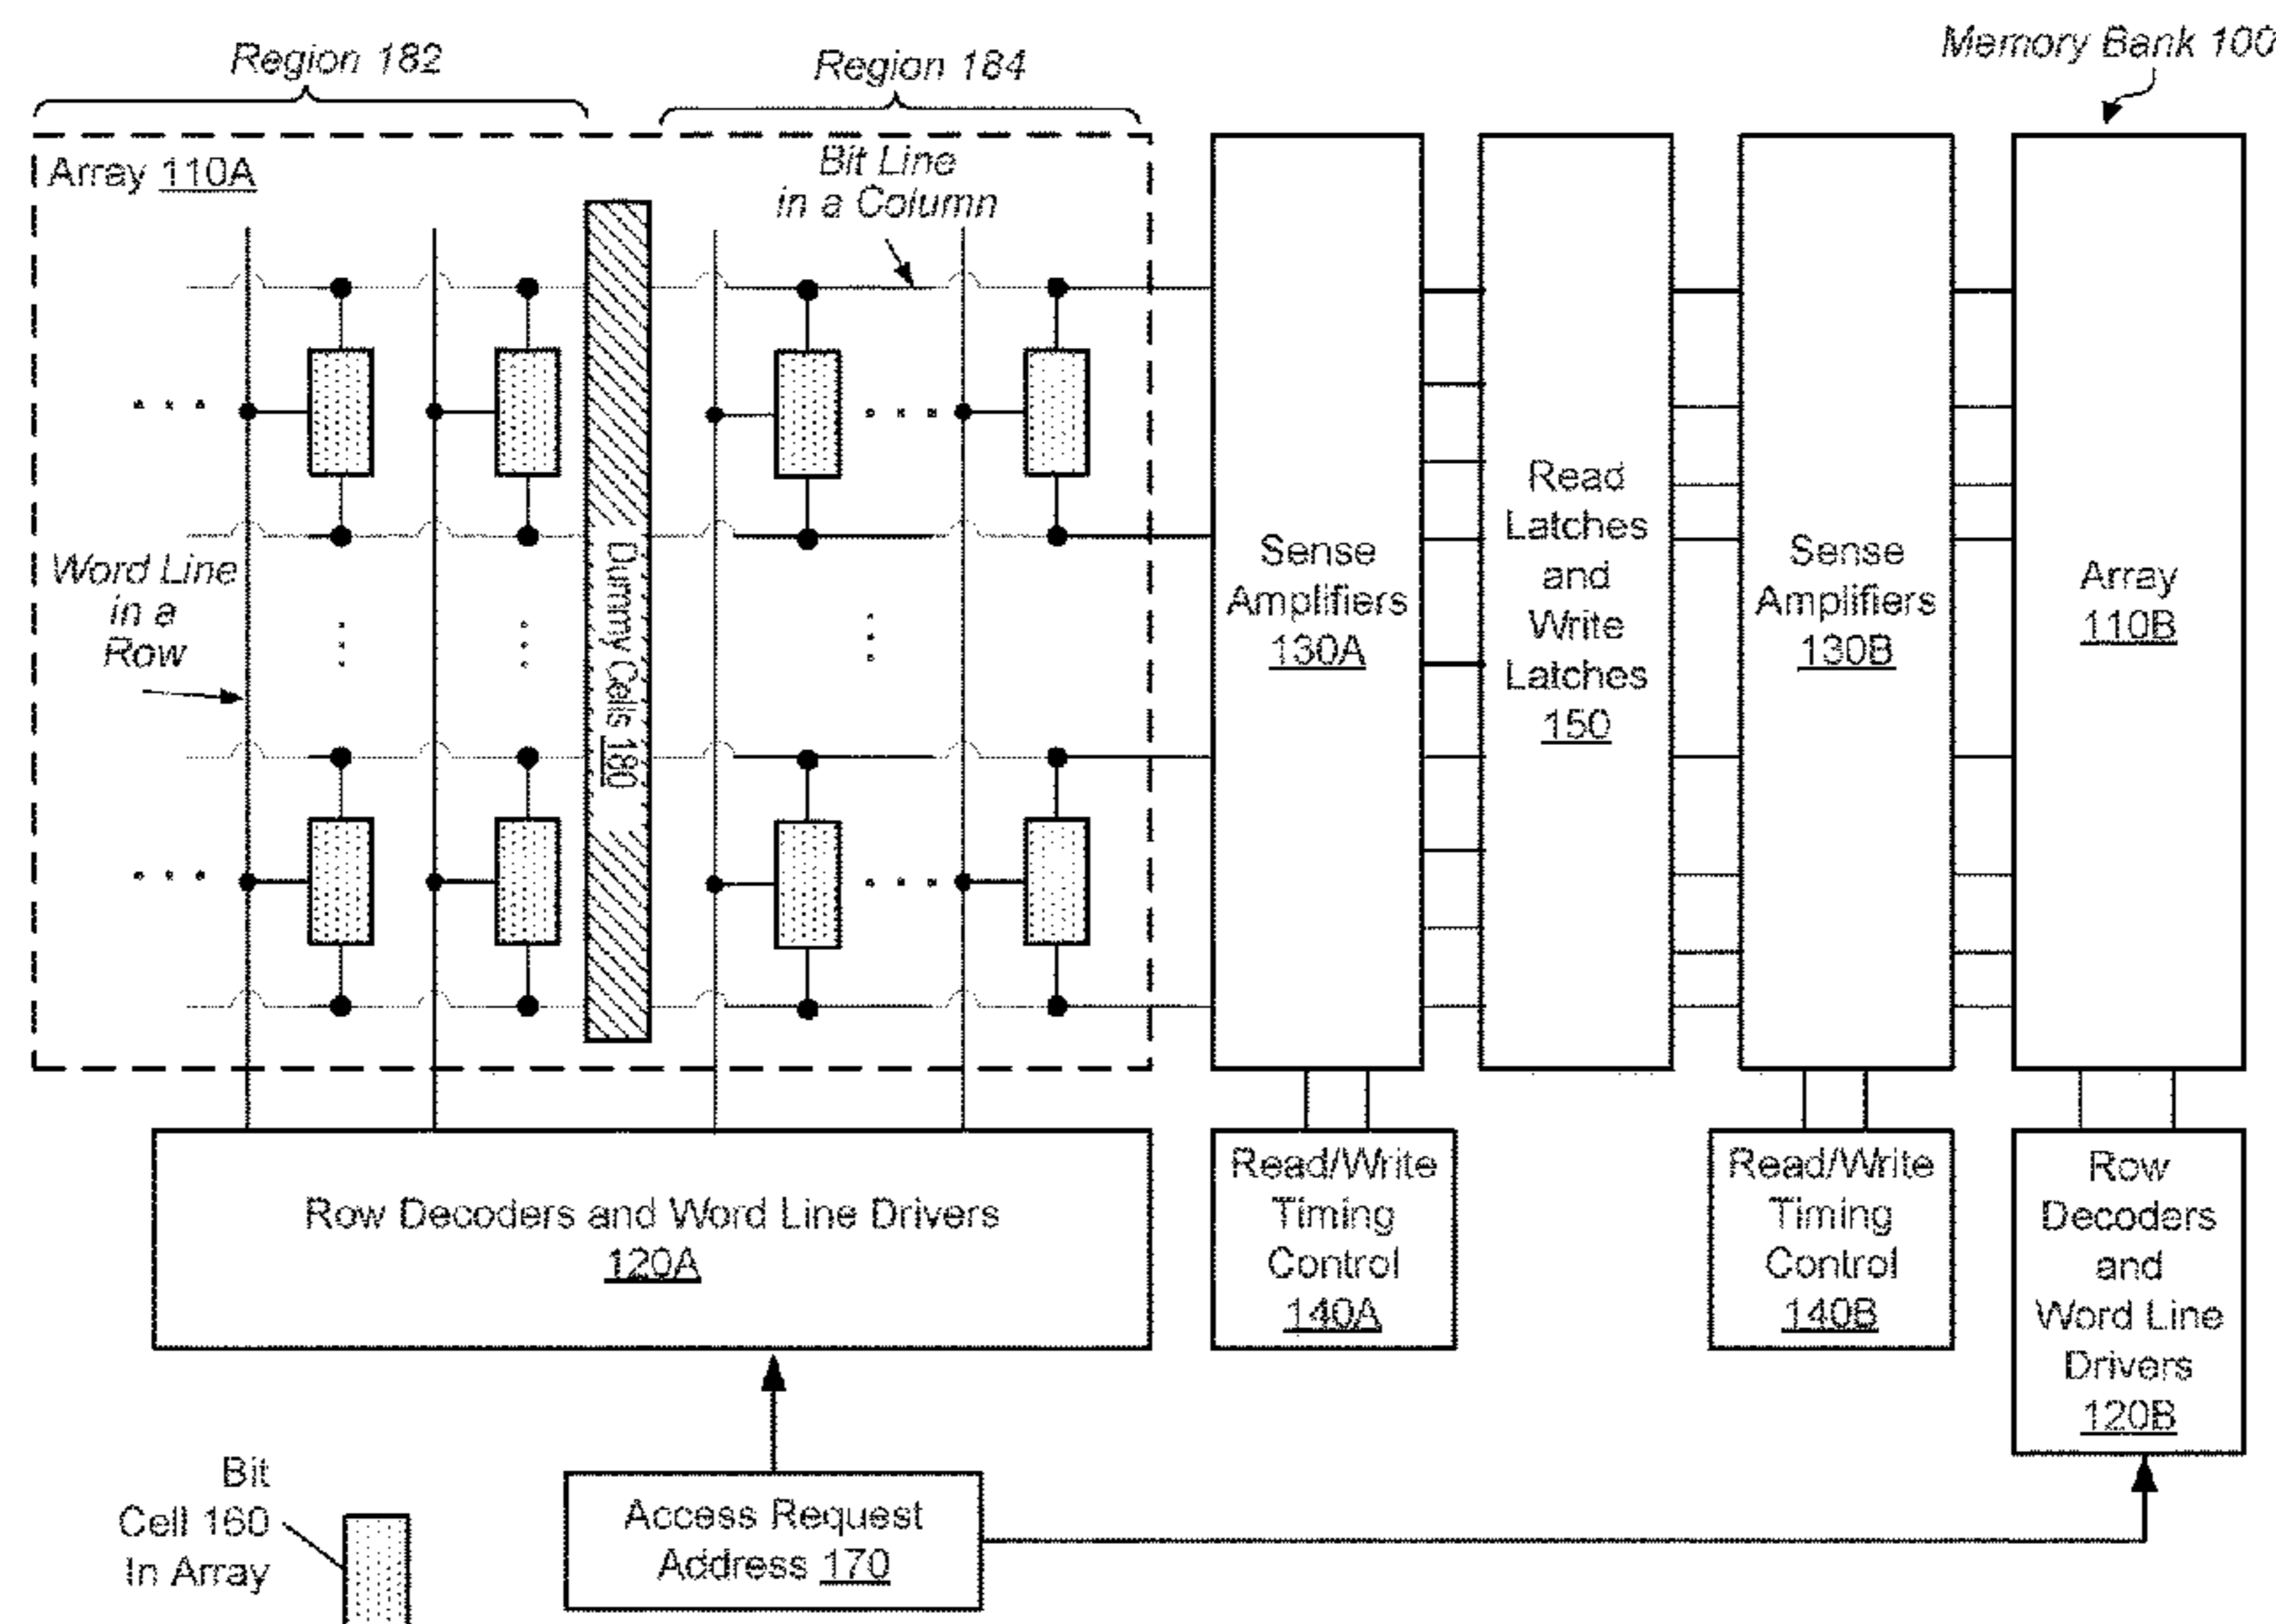 Region 182
Region 184
Memory Bank 100
Array 110A
Bit Line
in a Column
Word Line
in a
Row
Dummy Cells 180
Sense
Amplifiers
130A
Read
Latches
and
Write
Latches
150
Sense
Amplifiers
130B
Array
110B
Row Decoders and Word Line Drivers
120A
Read/Write
Timing
Control
140A
Read/Write
Timing
Control
140B
Row
Decoders
and
Word Line
Drivers
120B
Access Request
Address 170
Bit
Cell 160
In Array